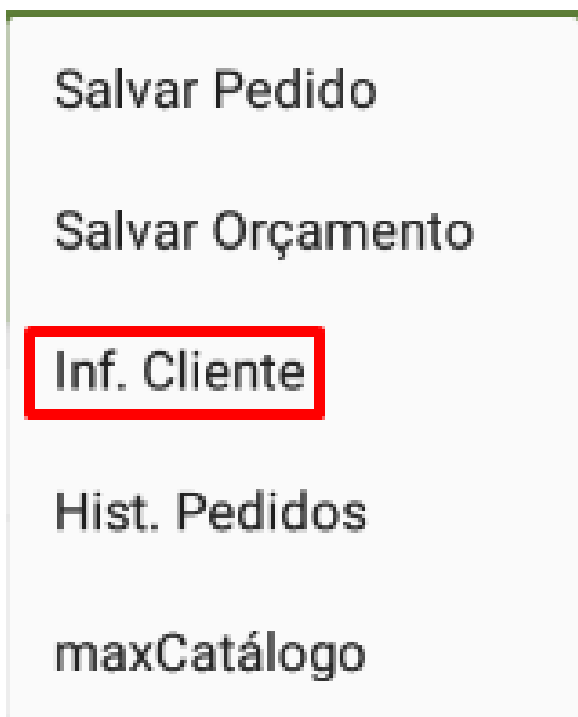 Salvar Pedido
Salvar Orçamento
Inf. Cliente
Hist. Pedidos
maxCatálogo